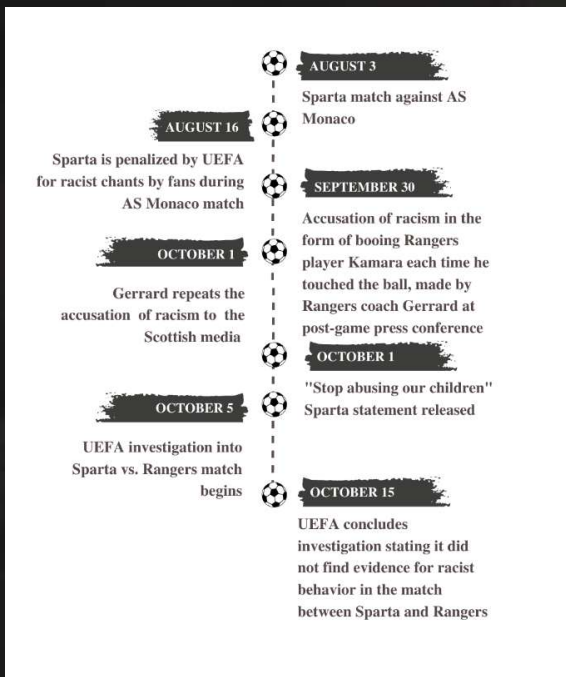 AUGUST 3
Sparta match against AS
Monaco
AUGUST 16
Sparta is penalized by UEFA
for racist chants by fans during
AS Monaco match
SEPTEMBER 30
Accusation of racism in the
form of booing Rangers
player Kamara each time he
touched the ball, made by
Rangers coach Gerrard at
post-game press conference
OCTOBER 1
Gerrard repeats the
accusation of racism to the
Scottish media
OCTOBER 1
"Stop abusing our children"
Sparta statement released
OCTOBER 5
UEFA investigation into
Sparta vs. Rangers match
begins
OCTOBER 15
UEFA concludes
investigation stating it did
not find evidence for racist
behavior in the match
between Sparta and Rangers